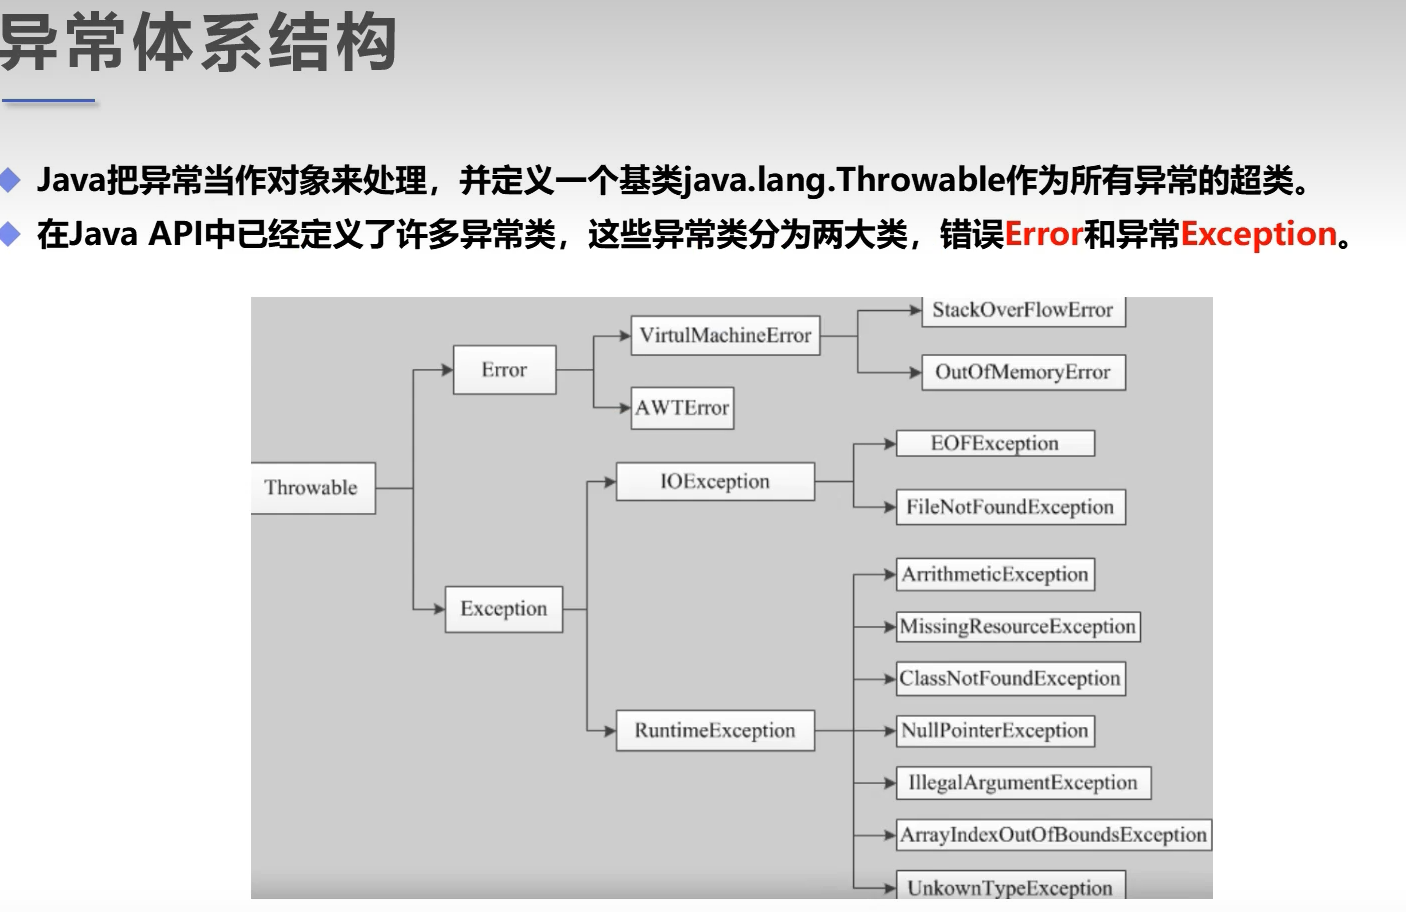 异常体系结构
Java把异常当作对象来处理，并定义一个基类java.lang.Throwable作为所有异常的超类。
在Java API中已经定义了许多异常类，这些异常类分为两大类，错误Error和异常Exception。
StackOverFlowError
VirtulMachineError
Error
OutOfMemoryError
AWTError
EOFException
IOException
Throwable
FileNotFoundException
ArrithmeticException
Exception
MissingResourceException
ClassNotFoundException
RuntimeException
NullPointerException
IllegalArgumentException
ArrayIndexOutOfBoundsException
UnkownTypeException